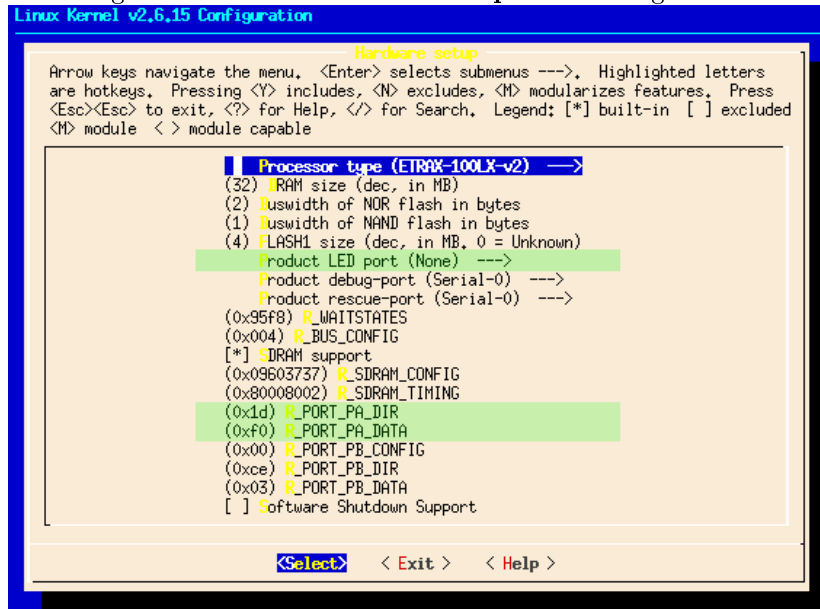 Linux Kernel v2.6.15 Configuration
Hardware setup
Arrow keys navigate the menu. <Enter> selects submenus --->. Highlighted letters
are hotkeys. Pressing <Y> includes, <N> excludes, <M> modularizes features. Press
<Esc><Esc> to exit, <?> for Help, </> for Search. Legend: [*] built-in [ ] excluded
<M> module < > module capable
Processor type (ETRAX-100LX-v2) --->
(32) DRAM size (dec, in MB)
(2) Buswidth of NOR flash in bytes
(1) Buswidth of NAND flash in bytes
(4) FLASH1 size (dec, in MB. 0 = Unknown)
Product LED port (None) --->
Product debug-port (Serial-0) --->
Product rescue-port (Serial-0) --->
(0x95f8) R_WAITSTATES
(0x004) R_BUS_CONFIG
[*] SDRAM support
(0x09603737) R_SDRAM_CONFIG
(0x80008002) R_SDRAM_TIMING
(0x1d) R_PORT_PA_DIR
(0xf0) R_PORT_PA_DATA
(0x00) R_PORT_PB_CONFIG
(0xce) R_PORT_PB_DIR
(0x03) R_PORT_PB_DATA
[ ] Software Shutdown Support
<Select> < Exit > < Help >